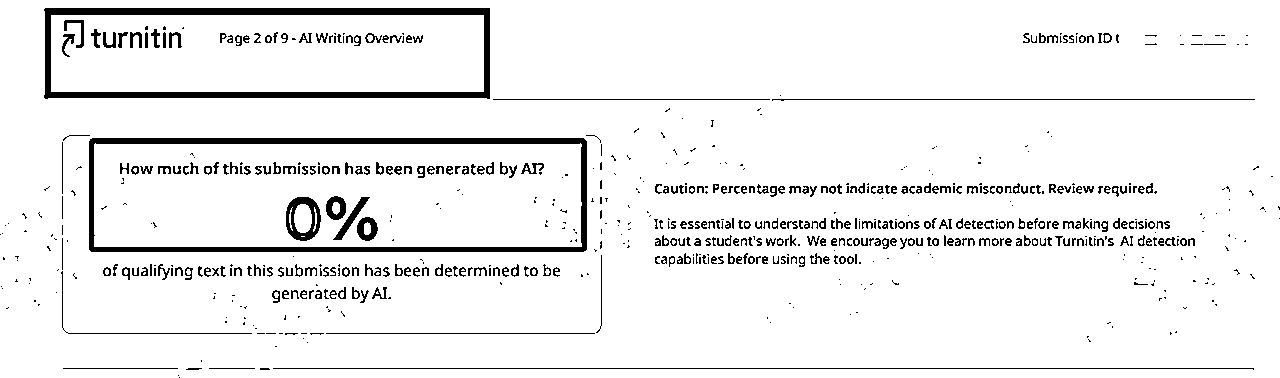 turnitin Page 2 of 9 - AI Writing Overview Submission ID
How much of this submission has been generated by AI?
0%
of qualifying text in this submission has been determined to be
generated by AI.
Caution: Percentage may not indicate academic misconduct. Review required.
It is essential to understand the limitations of AI detection before making decisions
about a student's work. We encourage you to learn more about Turnitin's AI detection
capabilities before using the tool.